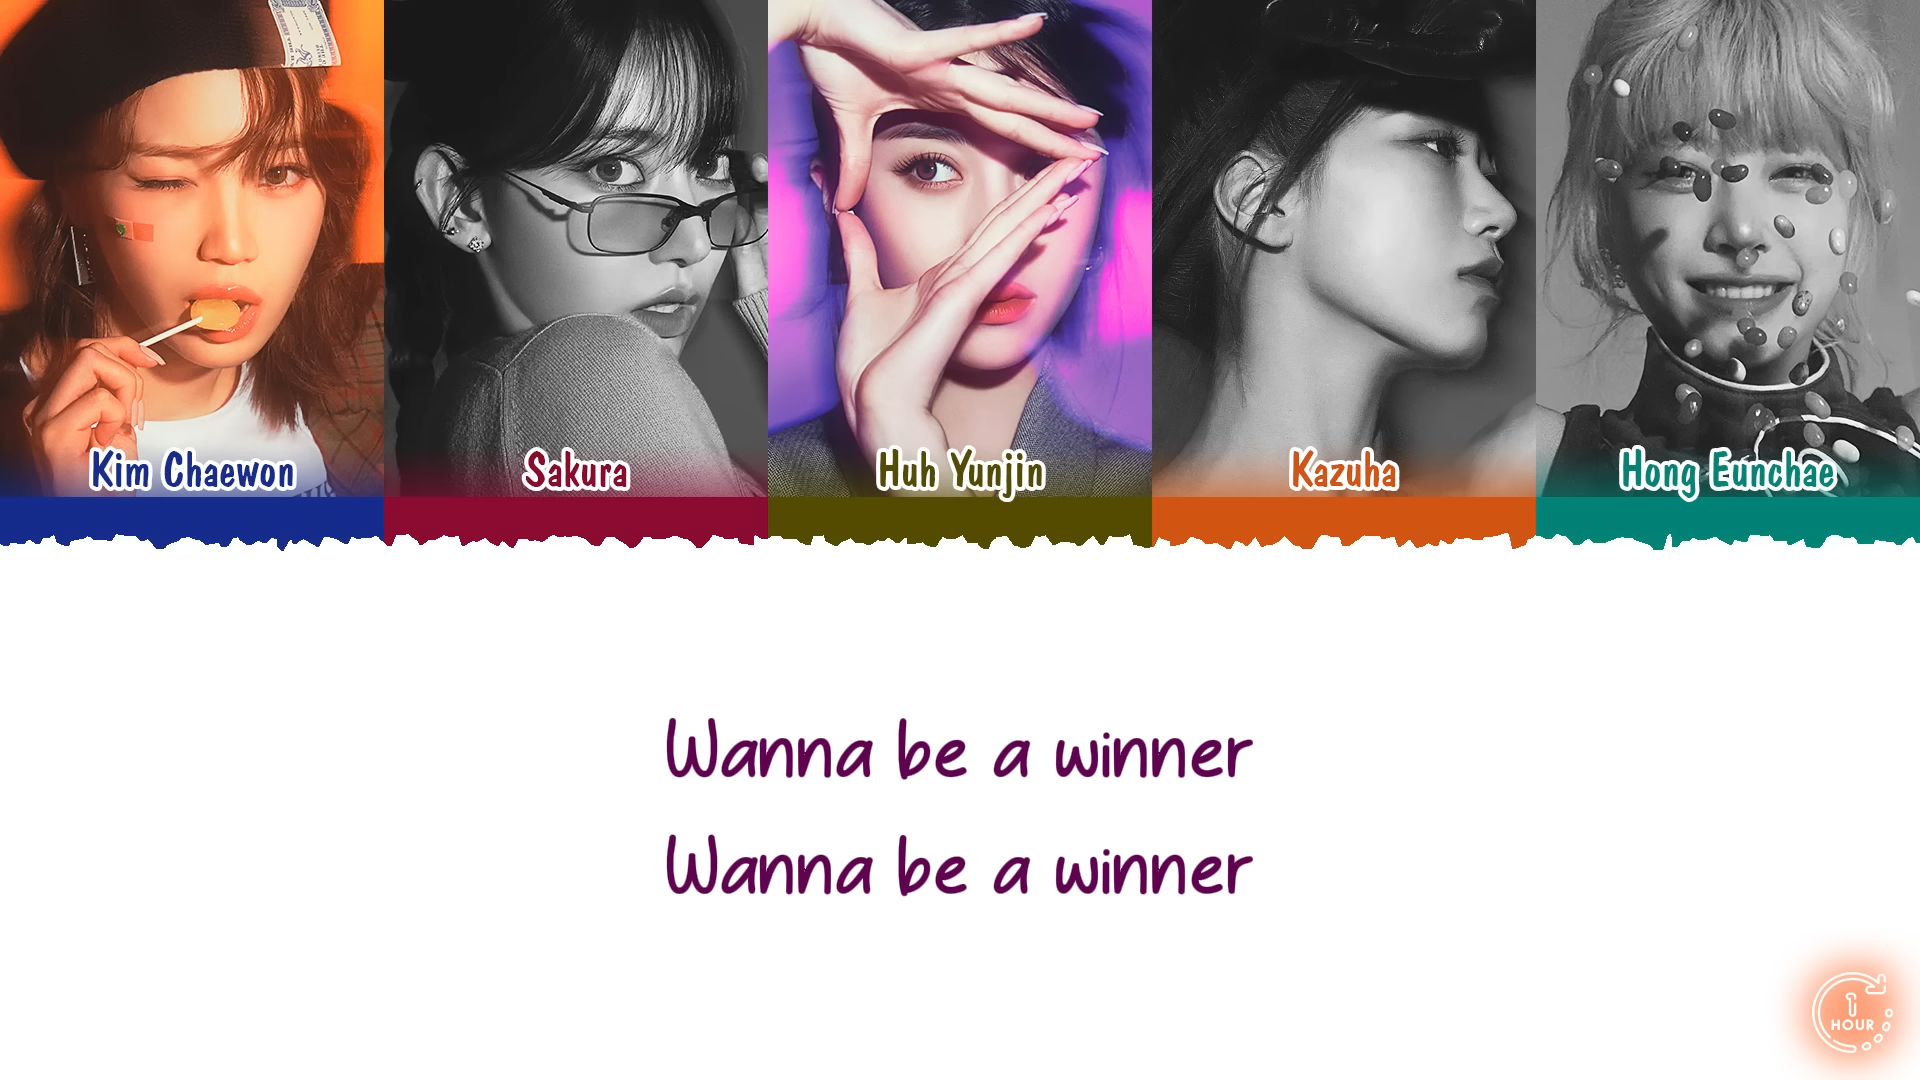 Kim Chaewon
Sakura
Huh Yunjin
Kazuha
Hong Eunchae
Wanna be a winner
Wanna be a winner
1
HOUR